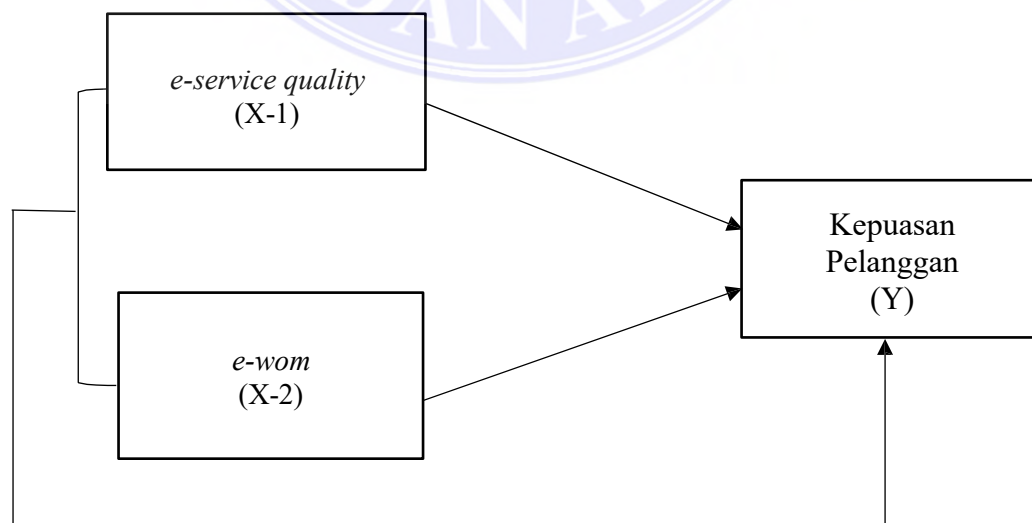 e-service quality
(X-1)
Kepuasan
Pelanggan
(Y)
e-wom
(X-2)